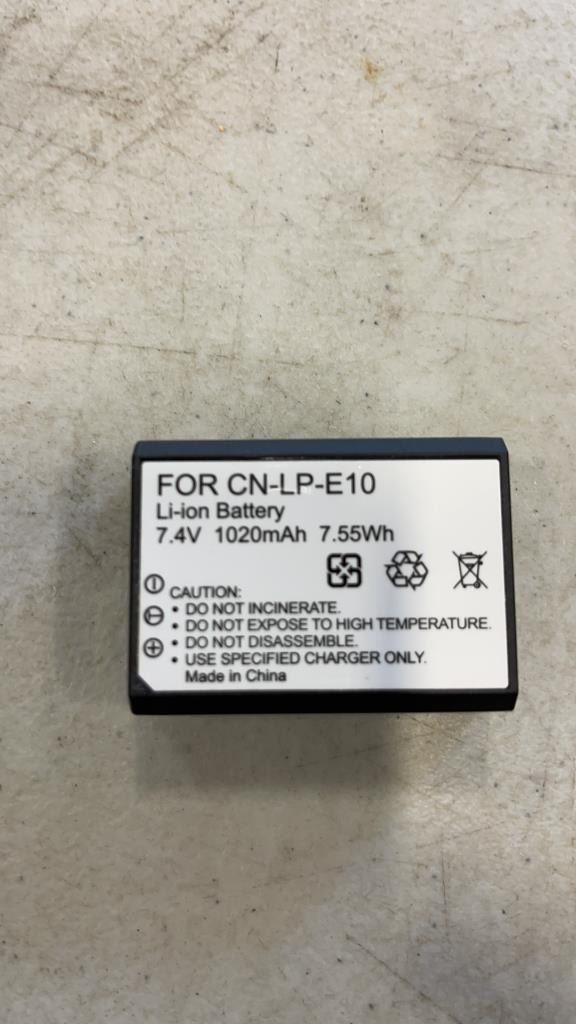 FOR CN-LP-E10
Li-ion Battery
7.4V 1020mAh 7.55Wh
CAUTION:
• DO NOT INCINERATE.
• DO NOT EXPOSE TO HIGH TEMPERATURE.
• DO NOT DISASSEMBLE.
• USE SPECIFIED CHARGER ONLY.
Made in China